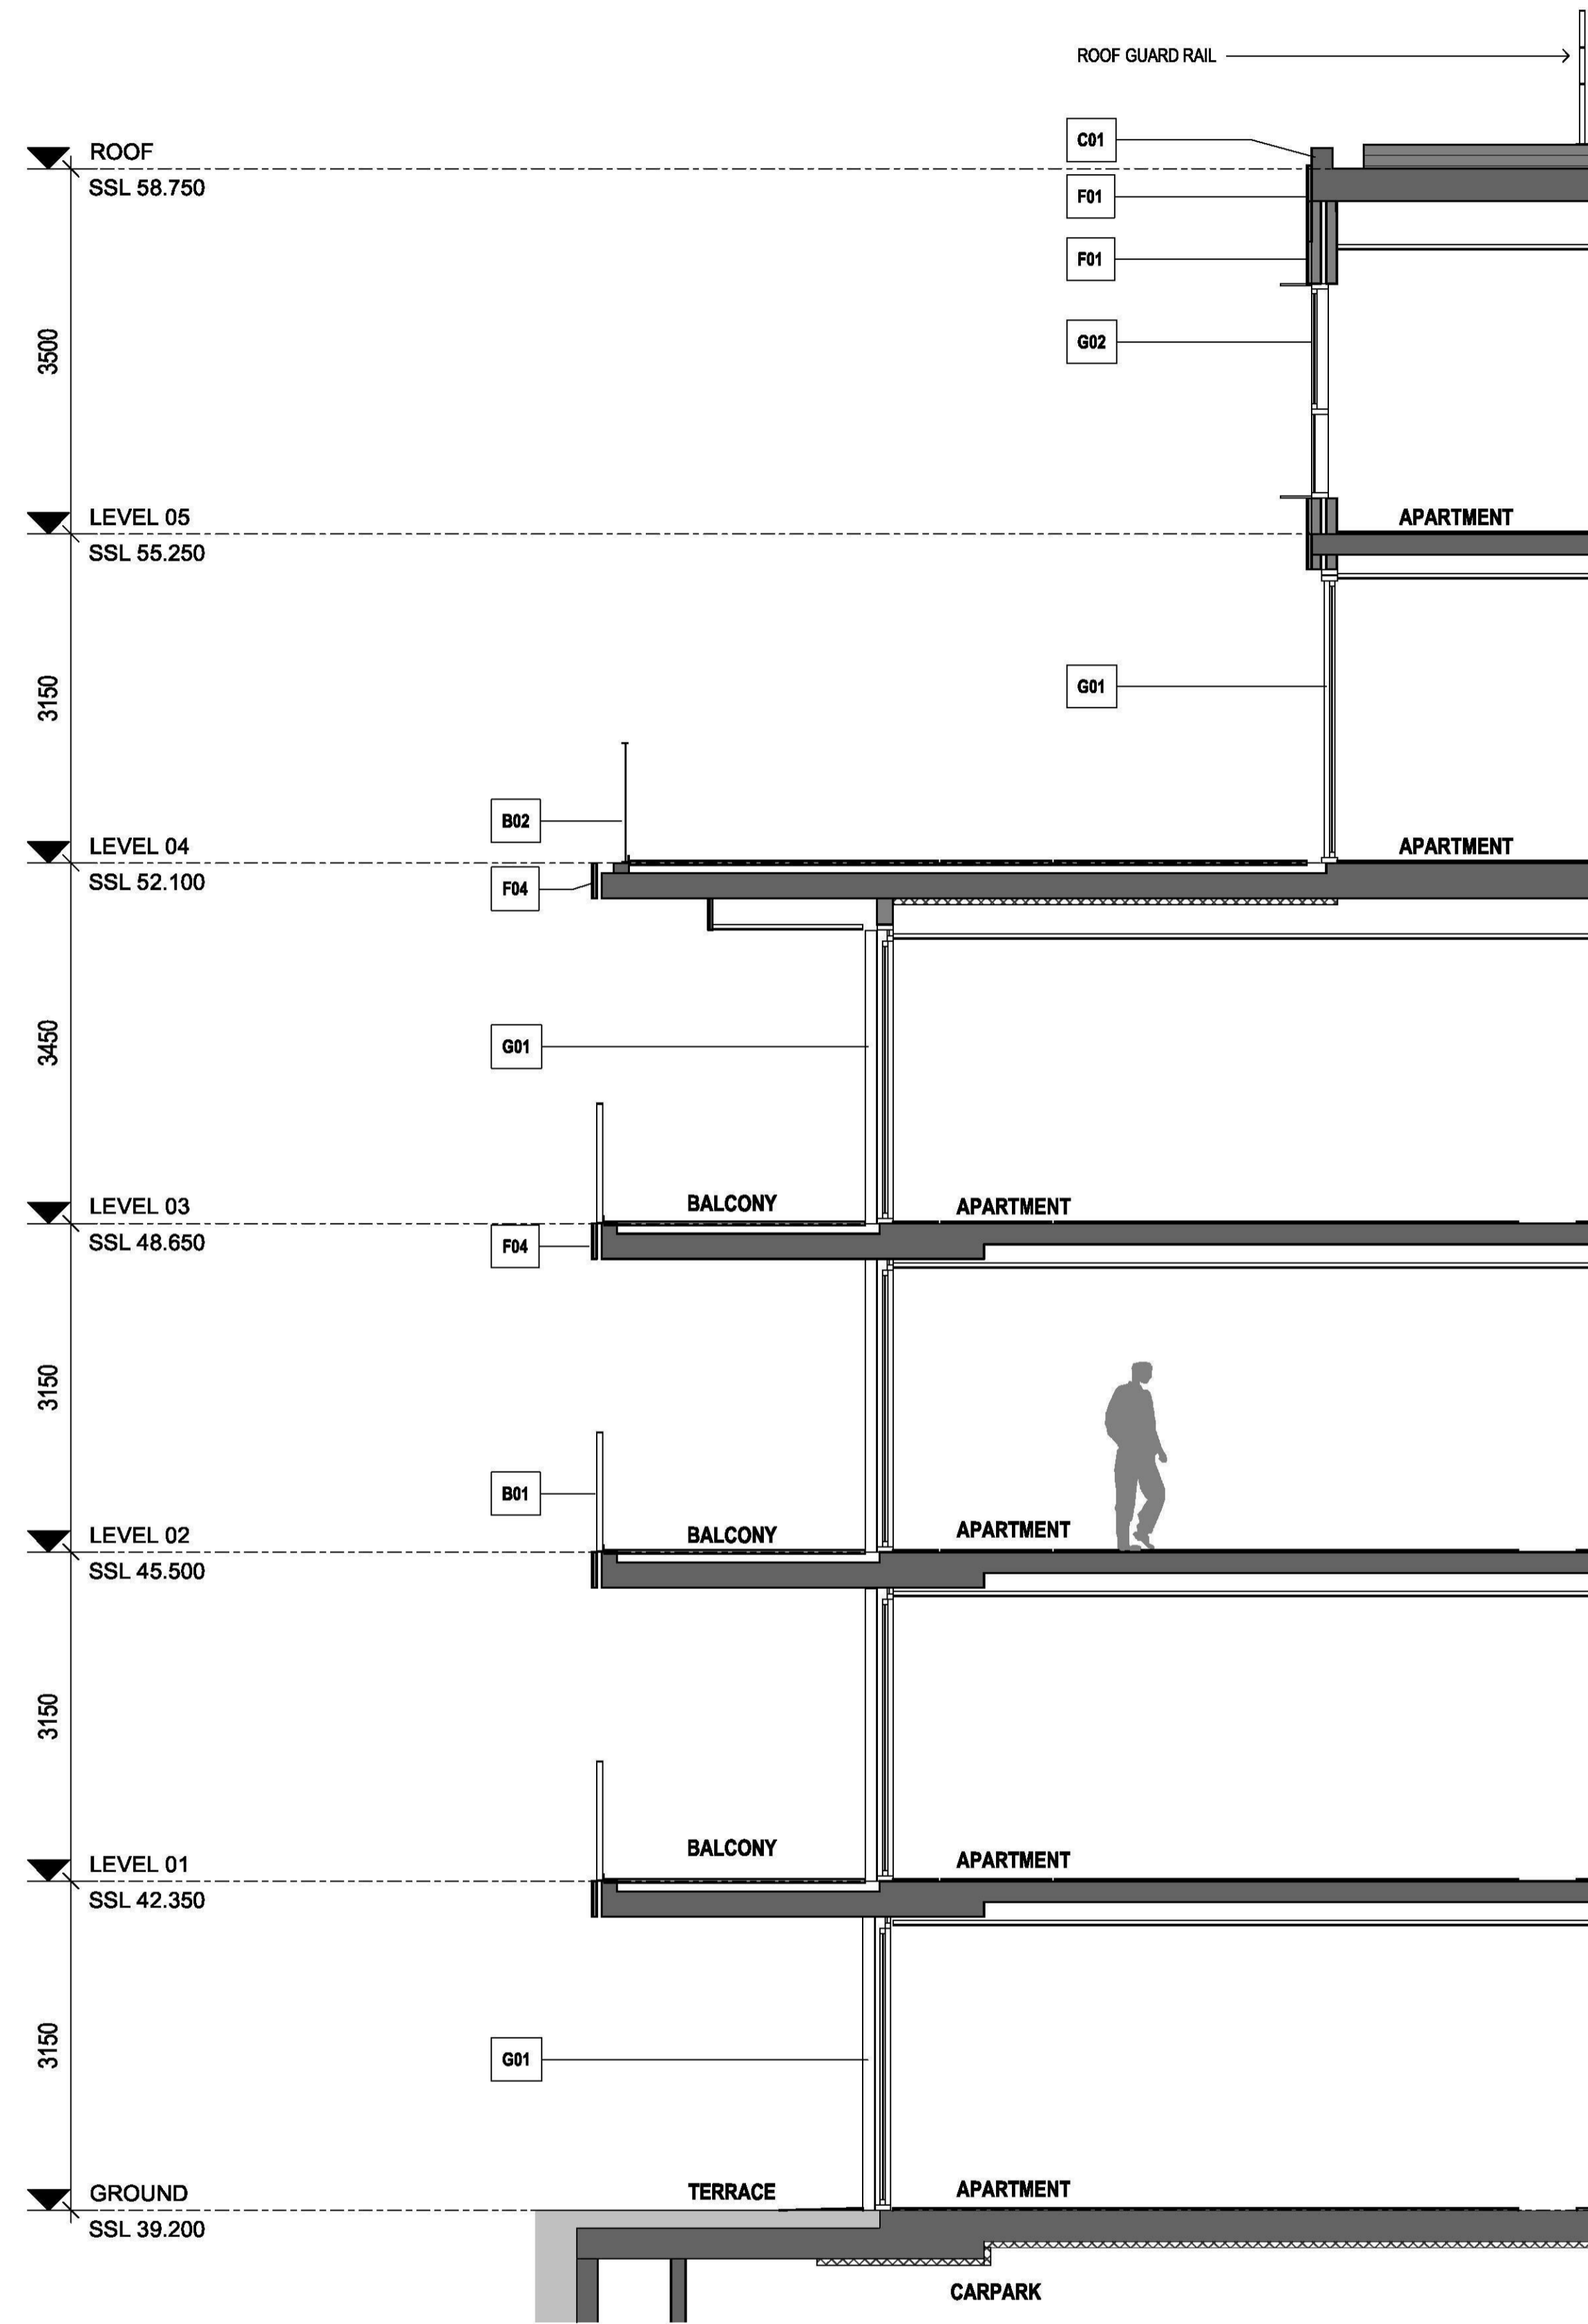 ROOF GUARD RAIL
C01
ROOF
SSL 58.750
F01
F01
3500
G02
LEVEL 05
APARTMENT
SSL 55.250
3150
G01
B02
LEVEL 04
APARTMENT
SSL 52.100
F04
3450
G01
LEVEL 03
BALCONY
APARTMENT
SSL 48.650
F04
3150
B01
LEVEL 02
BALCONY
APARTMENT
SSL 45.500
3150
BALCONY
LEVEL 01
APARTMENT
SSL 42.350
3150
G01
GROUND
TERRACE
APARTMENT
SSL 39.200
CARPARK